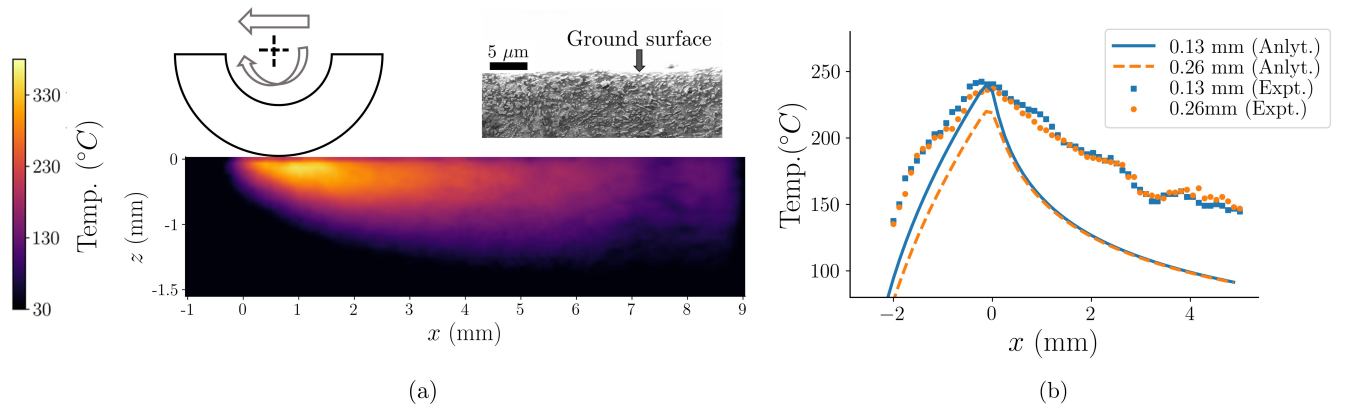 Temp. (°C)
330
230
130
30
5 μm
Ground surface
z (mm)
0
-1
-1.5
-1 0 1 2 3 4 5 6 7 8 9
x (mm)
(a)
Temp.(°C)
250
200
150
100
−2 0 2 4
x (mm)
0.13 mm (Anlyt.)
0.26 mm (Anlyt.)
0.13 mm (Expt.)
0.26mm (Expt.)
(b)